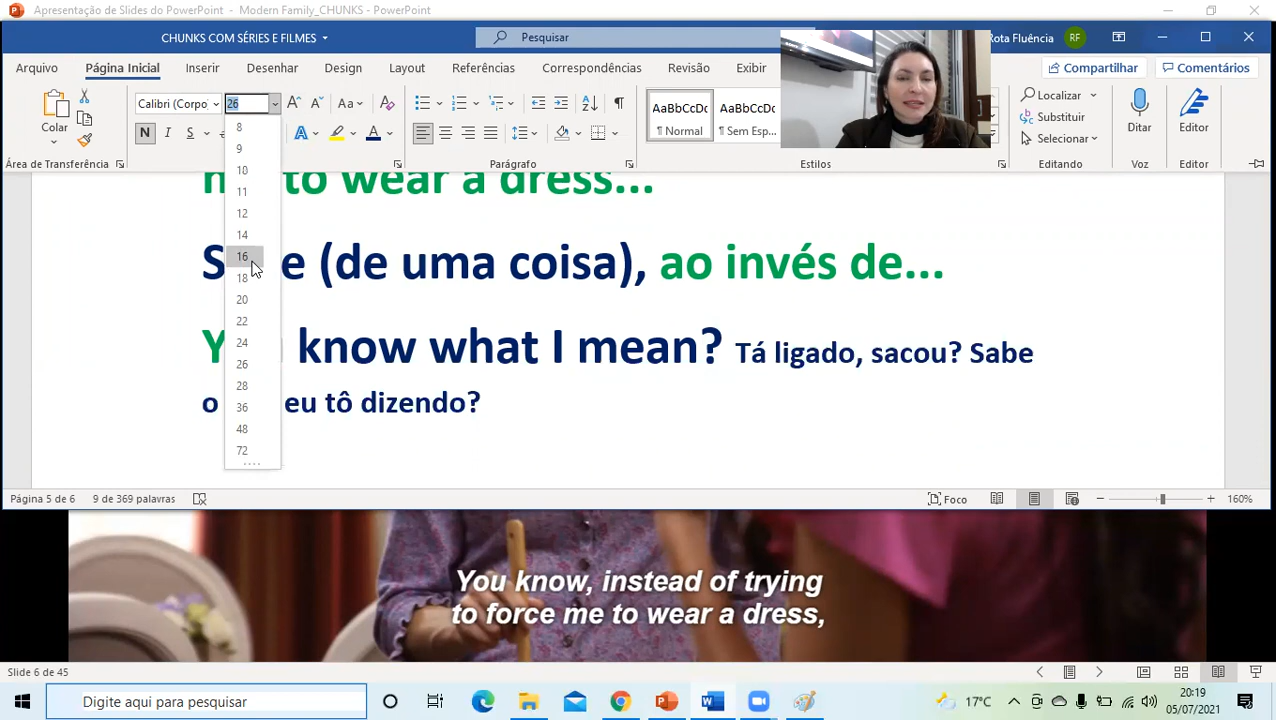 Apresentação de Slides do PowerPoint - Modern Family_CHUNKS - PowerPoint
CHUNKS COM SÉRIES E FILMES
Pesquisar
Rota Fluência
RF
Arquivo
Página Inicial
Inserir
Desenhar
Design
Layout
Referências
Correspondências
Revisão
Exibir
Compartilhar
Comentários
Colar
Calibri (Corpo
26
Aa
N I S
AaBbCcDc
¶ Normal
AaBbCcDc
¶ Sem Esp...
Localizar
Substituir
Selecionar
Ditar
Editor
Área de Transferência
Parágrafo
Estilos
Editando
Voz
Editor
8
9
10
11
12
14
16
18
20
22
24
26
28
36
48
72
to wear a dress...
(de uma coisa), ao invés de...
know what I mean? Tá ligado, sacou? Sabe
o eu tô dizendo?
Página 5 de 6
9 de 369 palavras
Foco
160%
You know, instead of trying
to force me to wear a dress,
Slide 6 de 45
Digite aqui para pesquisar
17°C
20:19
05/07/2021